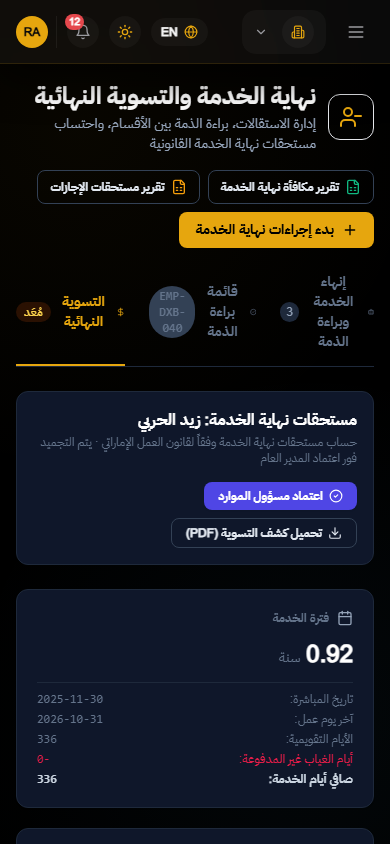 RA
12
EN
نهاية الخدمة والتسوية النهائية
إدارة الاستقالات، براءة الذمة بين الأقسام، واحتساب
مستحقات نهاية الخدمة القانونية
تقرير مكافأة نهاية الخدمة
تقرير مستحقات الإجازات
بدء إجراءات نهاية الخدمة
إنهاء
الخدمة
وبراءة
الذمة
3
قائمة
براءة
الذمة
EMP-
DXB-
040
التسوية
النهائية
مُعَد
مستحقات نهاية الخدمة: زيد الحربي
حساب مستحقات نهاية الخدمة وفقاً لقانون العمل الإماراتي · يتم التجميد
فور اعتماد المدير العام
اعتماد مسؤول الموارد
تحميل كشف التسوية (PDF)
فترة الخدمة
0.92 سنة
تاريخ المباشرة: 2025-11-30
آخر يوم عمل: 2026-10-31
الأيام التقويمية: 336
أيام الغياب غير المدفوعة: 0-
صافي أيام الخدمة: 336